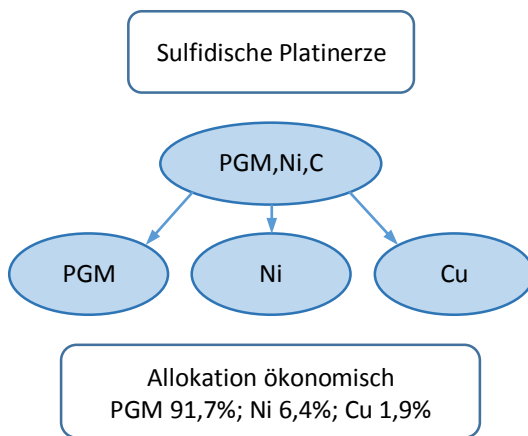 Sulfidische Platinerze
PGM,Ni,C
PGM
Ni
Cu
Allokation ökonomisch
PGM 91,7%; Ni 6,4%; Cu 1,9%